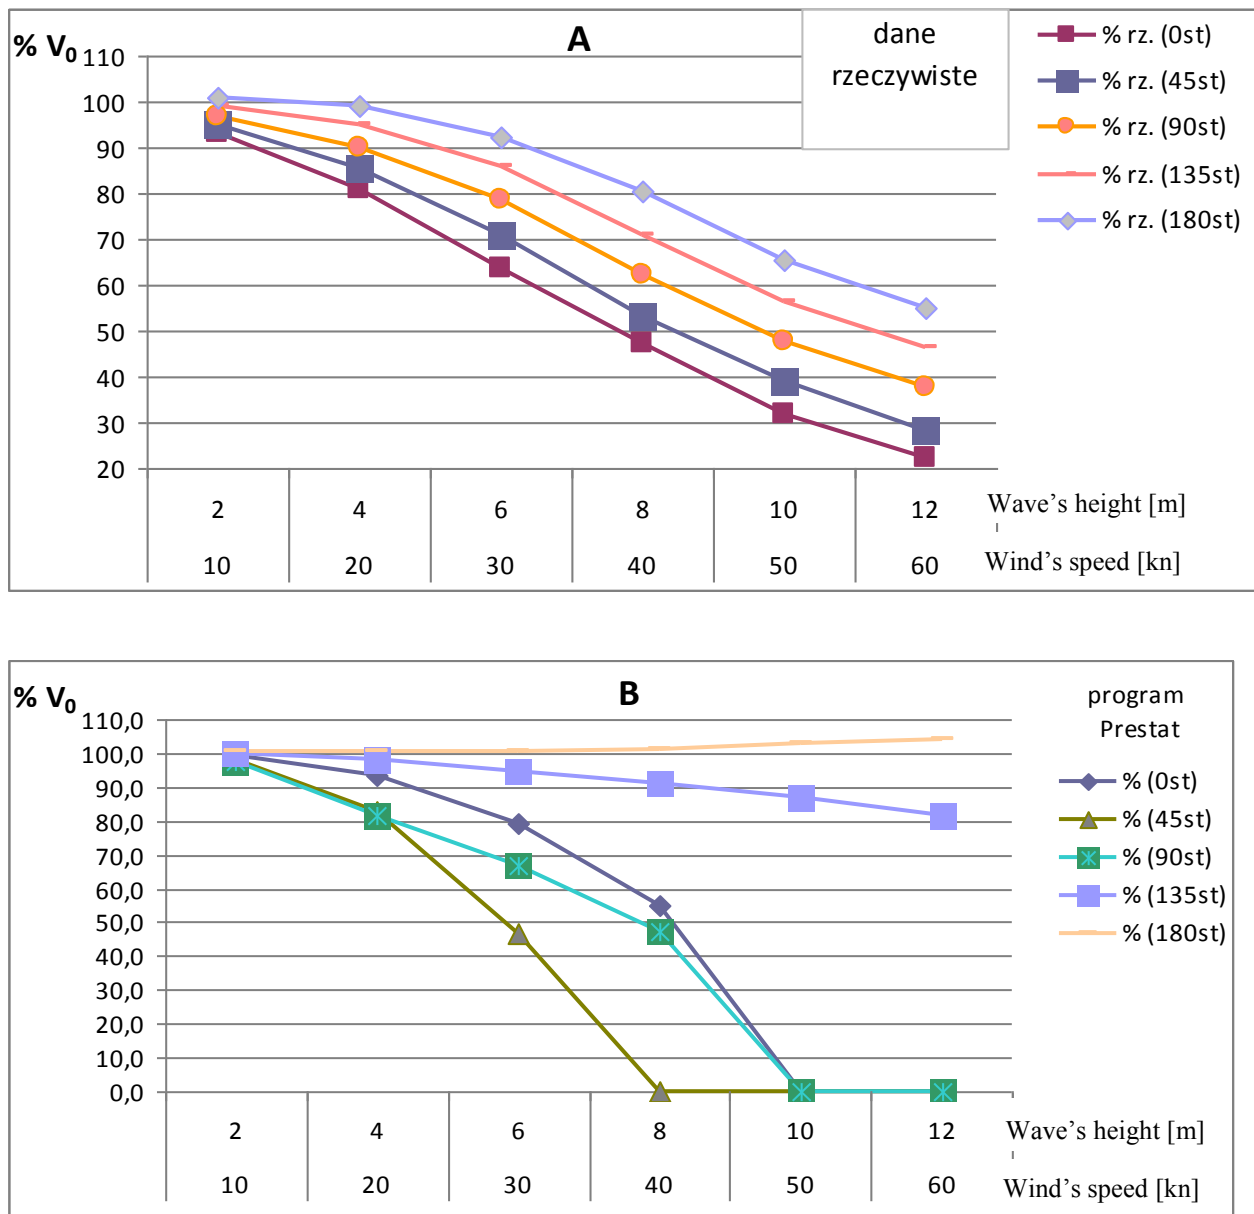 % V₀
A
dane
rzeczywiste
% rz. (0st)
% rz. (45st)
% rz. (90st)
% rz. (135st)
% rz. (180st)
110
100
90
80
70
60
50
40
30
20
2 4 6 8 10 12 Wave's height [m]
10 20 30 40 50 60 Wind's speed [kn]
% V₀
B
program
Prestat
% (0st)
% (45st)
% (90st)
% (135st)
% (180st)
110,0
100,0
90,0
80,0
70,0
60,0
50,0
40,0
30,0
20,0
10,0
0,0
2 4 6 8 10 12 Wave's height [m]
10 20 30 40 50 60 Wind's speed [kn]